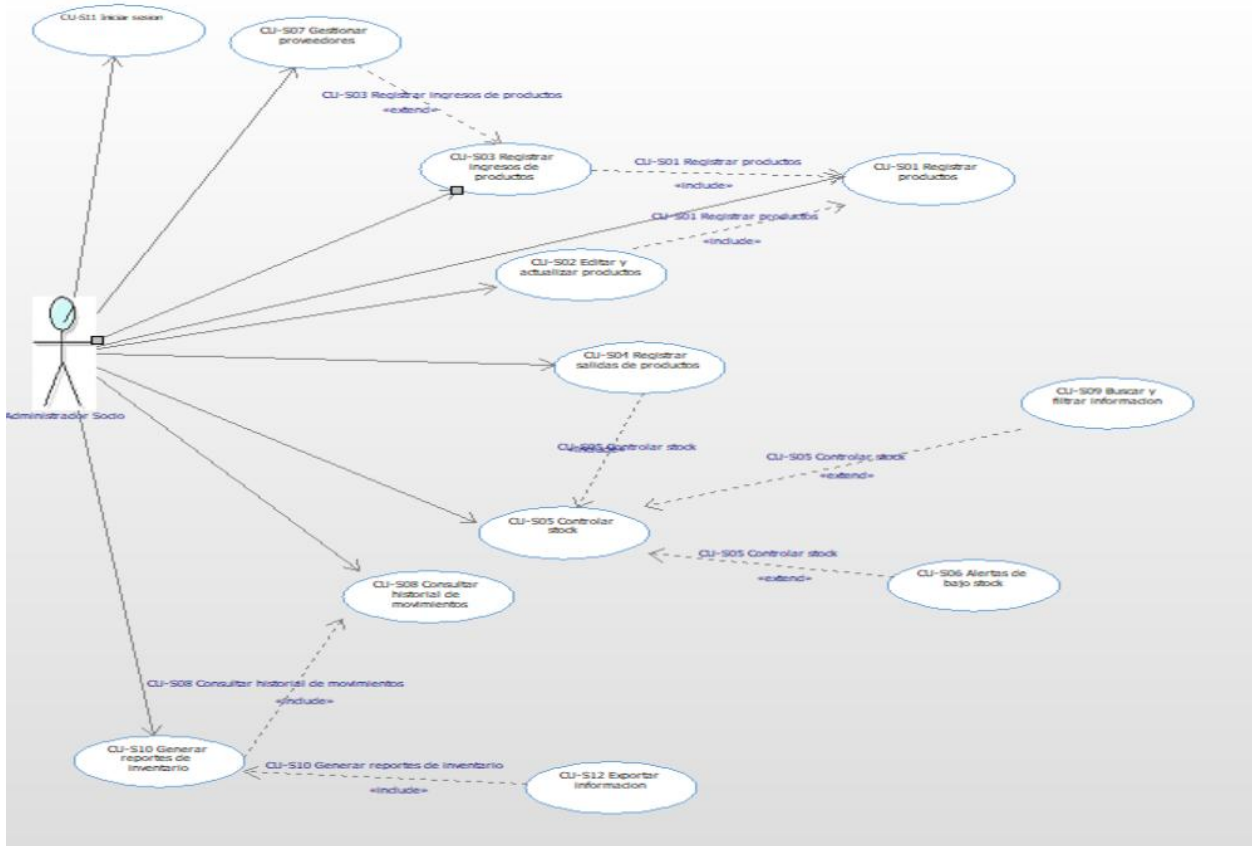 CU-S11 Iniciar sesion
CU-S07 Gestionar
proveedores
CU-S03 Registrar ingresos de productos
«extend»
CU-S03 Registrar
ingresos de
productos
CU-S01 Registrar productos
«include»
CU-S01 Registrar
productos
CU-S01 Registrar productos
«include»
CU-S02 Editar y
actualizar productos
CU-S04 Registrar
salidas de productos
Administrador Socio
CU-S09 Buscar y
filtrar informacion
CU-S05 Controlar stock
«include»
CU-S05 Controlar stock
«extend»
CU-S05 Controlar
stock
CU-S05 Controlar stock
«extend»
CU-S06 Alertas de
bajo stock
CU-S08 Consultar
historial de
movimientos
CU-S08 Consultar historial de movimientos
«include»
CU-S10 Generar
reportes de
inventario
CU-S10 Generar reportes de inventario
«include»
CU-S12 Exportar
informacion